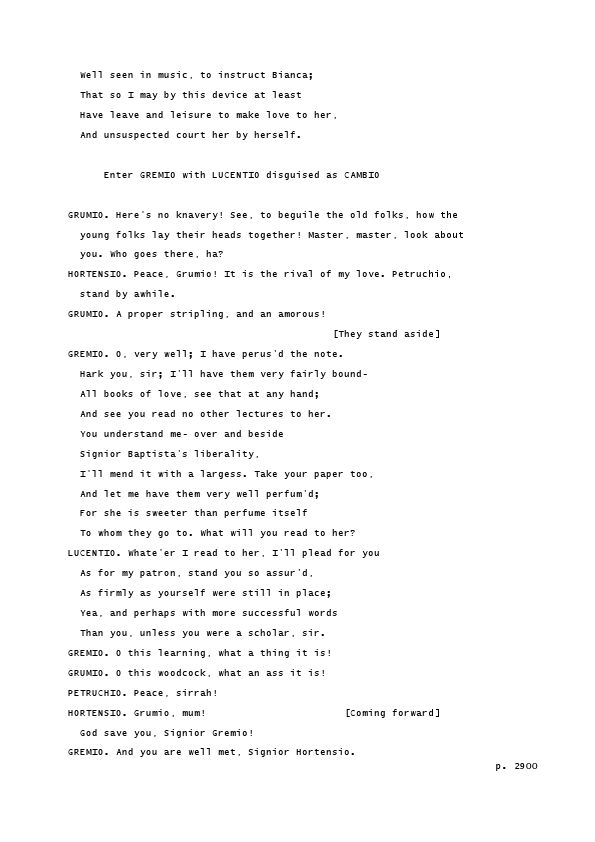 Well seen in music, to instruct Bianca;
That so I may by this device at least
Have leave and leisure to make love to her,
And unsuspected court her by herself.
Enter GREMIO with LUCENTIO disguised as CAMBIO
GRUMIO. Here's no knavery! See, to beguile the old folks, how the
young folks lay their heads together! Master, master, look about
you. Who goes there, ha?
HORTENSIO. Peace, Grumio! It is the rival of my love. Petruchio,
stand by awhile.
GRUMIO. A proper stripling, and an amorous!
[They stand aside]
GREMIO. O, very well; I have perus'd the note.
Hark you, sir; I'll have them very fairly bound-
All books of love, see that at any hand;
And see you read no other lectures to her.
You understand me- over and beside
Signior Baptista's liberality,
I'll mend it with a largess. Take your paper too,
And let me have them very well perfum'd;
For she is sweeter than perfume itself
To whom they go to. What will you read to her?
LUCENTIO. Whate'er I read to her, I'll plead for you
As for my patron, stand you so assur'd,
As firmly as yourself were still in place;
Yea, and perhaps with more successful words
Than you, unless you were a scholar, sir.
GREMIO. O this learning, what a thing it is!
GRUMIO. O this woodcock, what an ass it is!
PETRUCHIO. Peace, sirrah!
HORTENSIO. Grumio, mum! [Coming forward]
God save you, Signior Gremio!
GREMIO. And you are well met, Signior Hortensio.
p. 2900